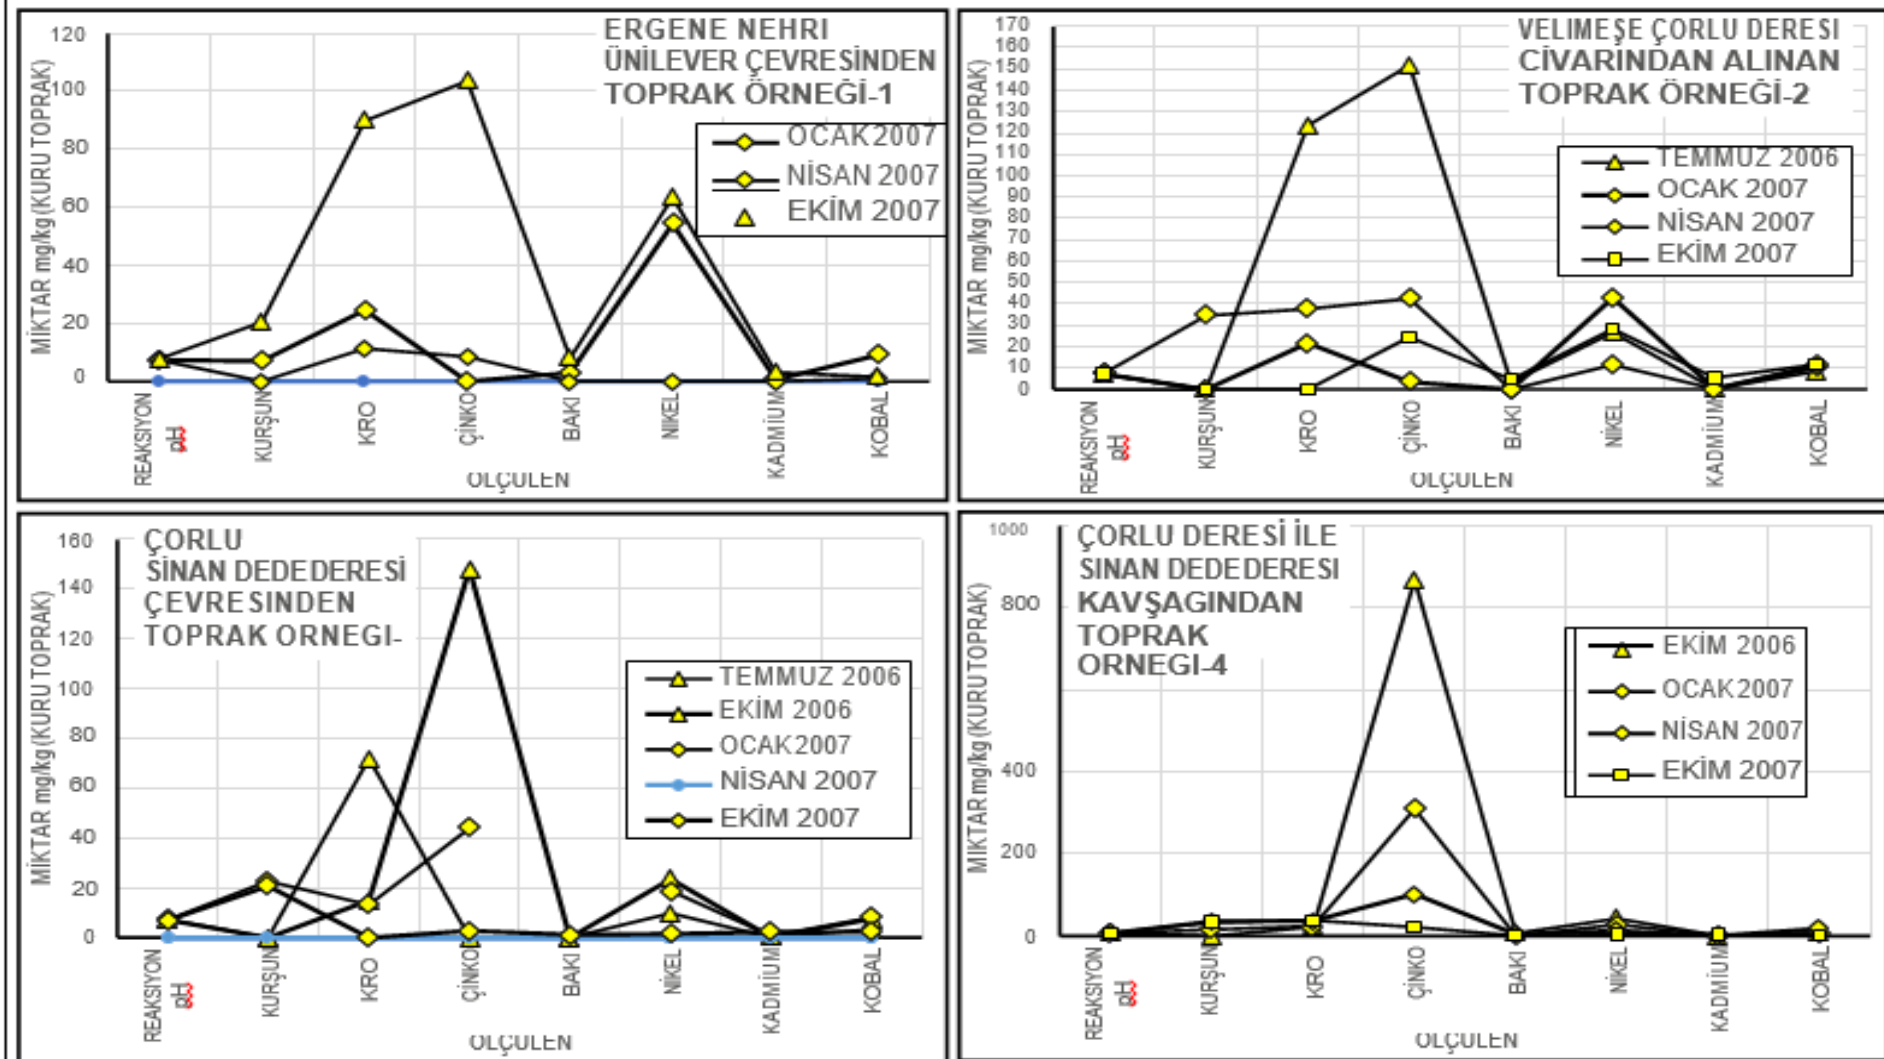 ERGENE NEHRI
ÜNİLEVER ÇEVRESİNDEN
TOPRAK ÖRNEĞİ-1
MİKTAR mg/kg (KURU TOPRAK)
120
100
80
60
40
20
0
OCAK 2007
NİSAN 2007
EKİM 2007
REAKSIYON pH
KURŞUN
KRO
ÇİNKO
BAKI
NİKEL
KADMİUM
KOBAL
OLÇULEN
VELIMEŞE ÇORLU DERESI
CİVARINDAN ALINAN
TOPRAK ÖRNEĞİ-2
MIKTAR mg/kg (KURU TOPRAK)
170
160
150
140
130
120
110
100
90
80
70
60
50
40
30
20
10
0
TEMMUZ 2006
OCAK 2007
NİSAN 2007
EKİM 2007
REAKSIYON pH
KURŞUN
KRO
ÇİNKO
BAKI
NİKEL
KADMİUM
KOBAL
OLÇULEN
ÇORLU
SİNAN DEDEDERESİ
ÇEVRESINDEN
TOPRAK ORNEGI-
MİKTAR mg/kg (KURU TOPRAK)
160
140
120
100
80
60
40
20
0
TEMMUZ 2006
EKİM 2006
OCAK 2007
NİSAN 2007
EKİM 2007
REAKSIYON pH
KURŞUN
KRO
ÇİNKO
BAKI
NİKEL
KADMİUM
KOBAL
OLÇULEN
ÇORLU DERESİ İLE
SINAN DEDEDERESI
KAVŞAGINDAN
TOPRAK
ORNEGI-4
MIKTAR mg/kg (KURU TOPRAK)
1000
800
400
200
0
EKİM 2006
OCAK 2007
NİSAN 2007
EKİM 2007
REAKSIYON pH
KURŞUN
KRO
ÇİNKO
BAKI
NİKEL
KADMİUM
KOBAL
OLÇULEN